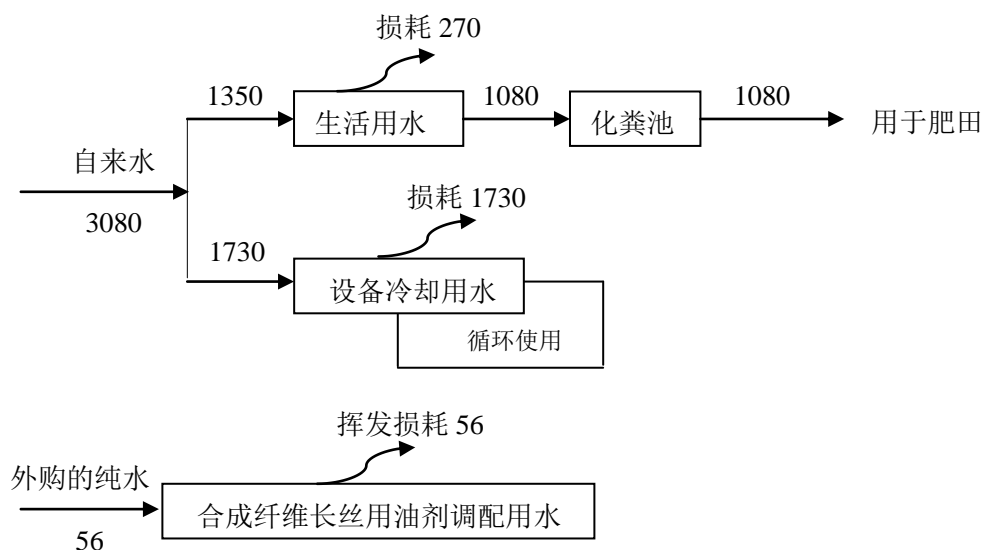 损耗 270
1350
生活用水
1080
化粪池
1080
用于肥田
自来水
3080
损耗 1730
1730
设备冷却用水
循环使用
挥发损耗 56
外购的纯水
56
合成纤维长丝用油剂调配用水